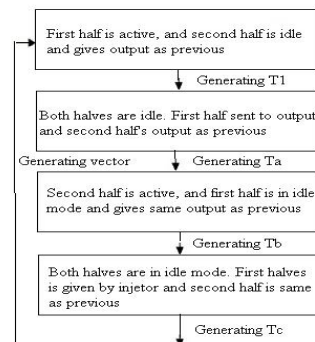 First half is active, and second half is idle
and gives output as previous
Generating T1
Both halves are idle. First half sent to output
and second half's output as previous
Generating vector
Generating Ta
Second half is active, and first half is in idle
mode and gives same output as previous
Generating Tb
Both halves are in idle mode. First halves
is given by injetor and second half is same
as previous
Generating Tc